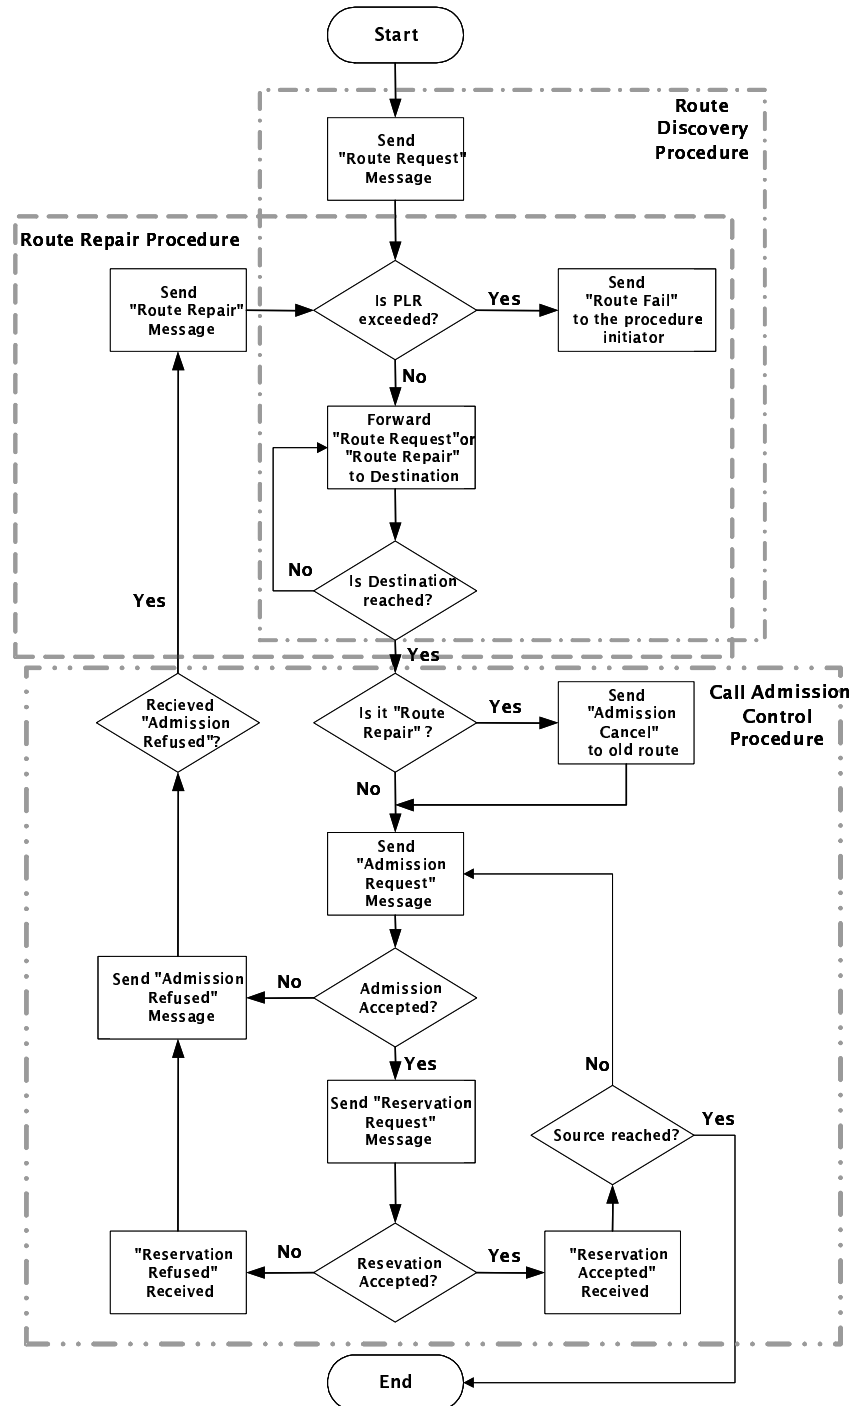 Start
Route
Discovery
Procedure
Send
"Route Request"
Message
Route Repair Procedure
Send
"Route Repair"
Message
Is PLR
exceeded?
Yes
Send
"Route Fail"
to the procedure
initiator
No
Forward
"Route Request"or
"Route Repair"
to Destination
No
Is Destination
reached?
Yes
Yes
Recieved
"Admission
Refused"?
Is it "Route
Repair" ?
Yes
Send
"Admission
Cancel"
to old route
Call Admission
Control
Procedure
No
Send
"Admission
Request"
Message
Send "Admission
Refused"
Message
No
Admission
Accepted?
Yes
Send "Reservation
Request"
Message
No
Source reached?
Yes
"Reservation
Refused"
Received
No
Resevation
Accepted?
Yes
"Reservation
Accepted"
Received
End